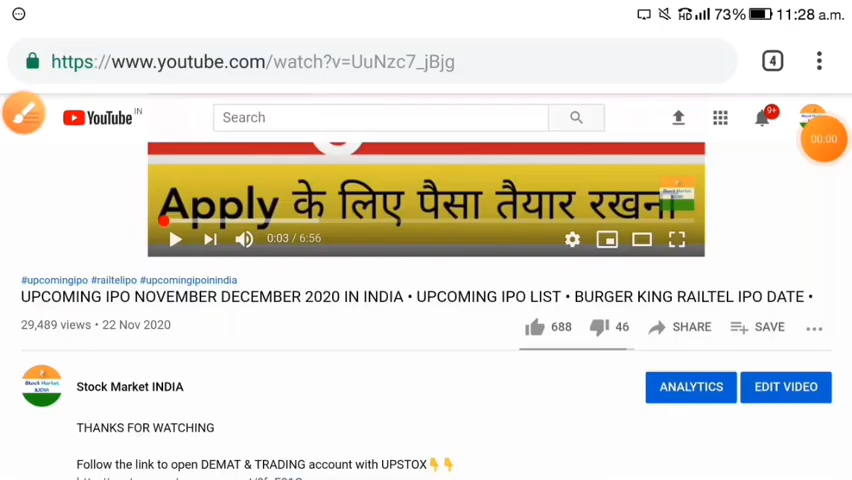 HD 73% 11:28 a.m.
https://www.youtube.com/watch?v=UuNzc7_jBjg 4
YouTube IN Search 9+
00:00
Apply के लिए पैसा तैयार रखना
0:03 / 6:56
#upcomingipo #railtelipo #upcomingipoinindia
UPCOMING IPO NOVEMBER DECEMBER 2020 IN INDIA • UPCOMING IPO LIST • BURGER KING RAILTEL IPO DATE •
29,489 views • 22 Nov 2020 688 46 SHARE SAVE
Stock Market INDIA ANALYTICS EDIT VIDEO
THANKS FOR WATCHING
Follow the link to open DEMAT & TRADING account with UPSTOX👇👇